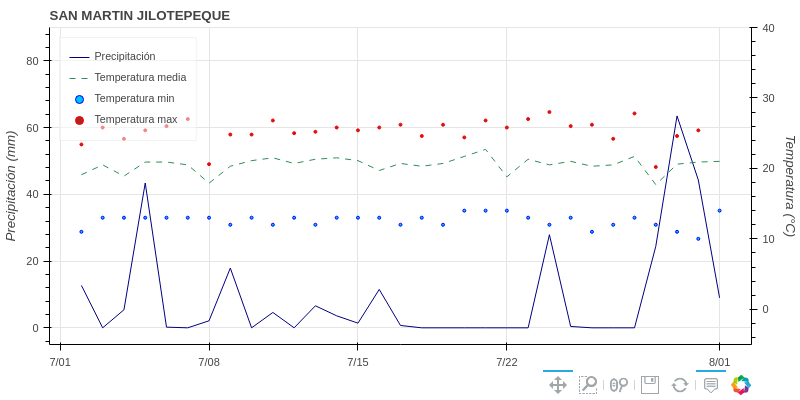 SAN MARTIN JILOTEPEQUE
Precipitación
Temperatura media
Temperatura min
Temperatura max
Precipitación (mm)
80
60
40
20
0
Temperatura (°C)
40
30
20
10
0
7/01
7/08
7/15
7/22
8/01